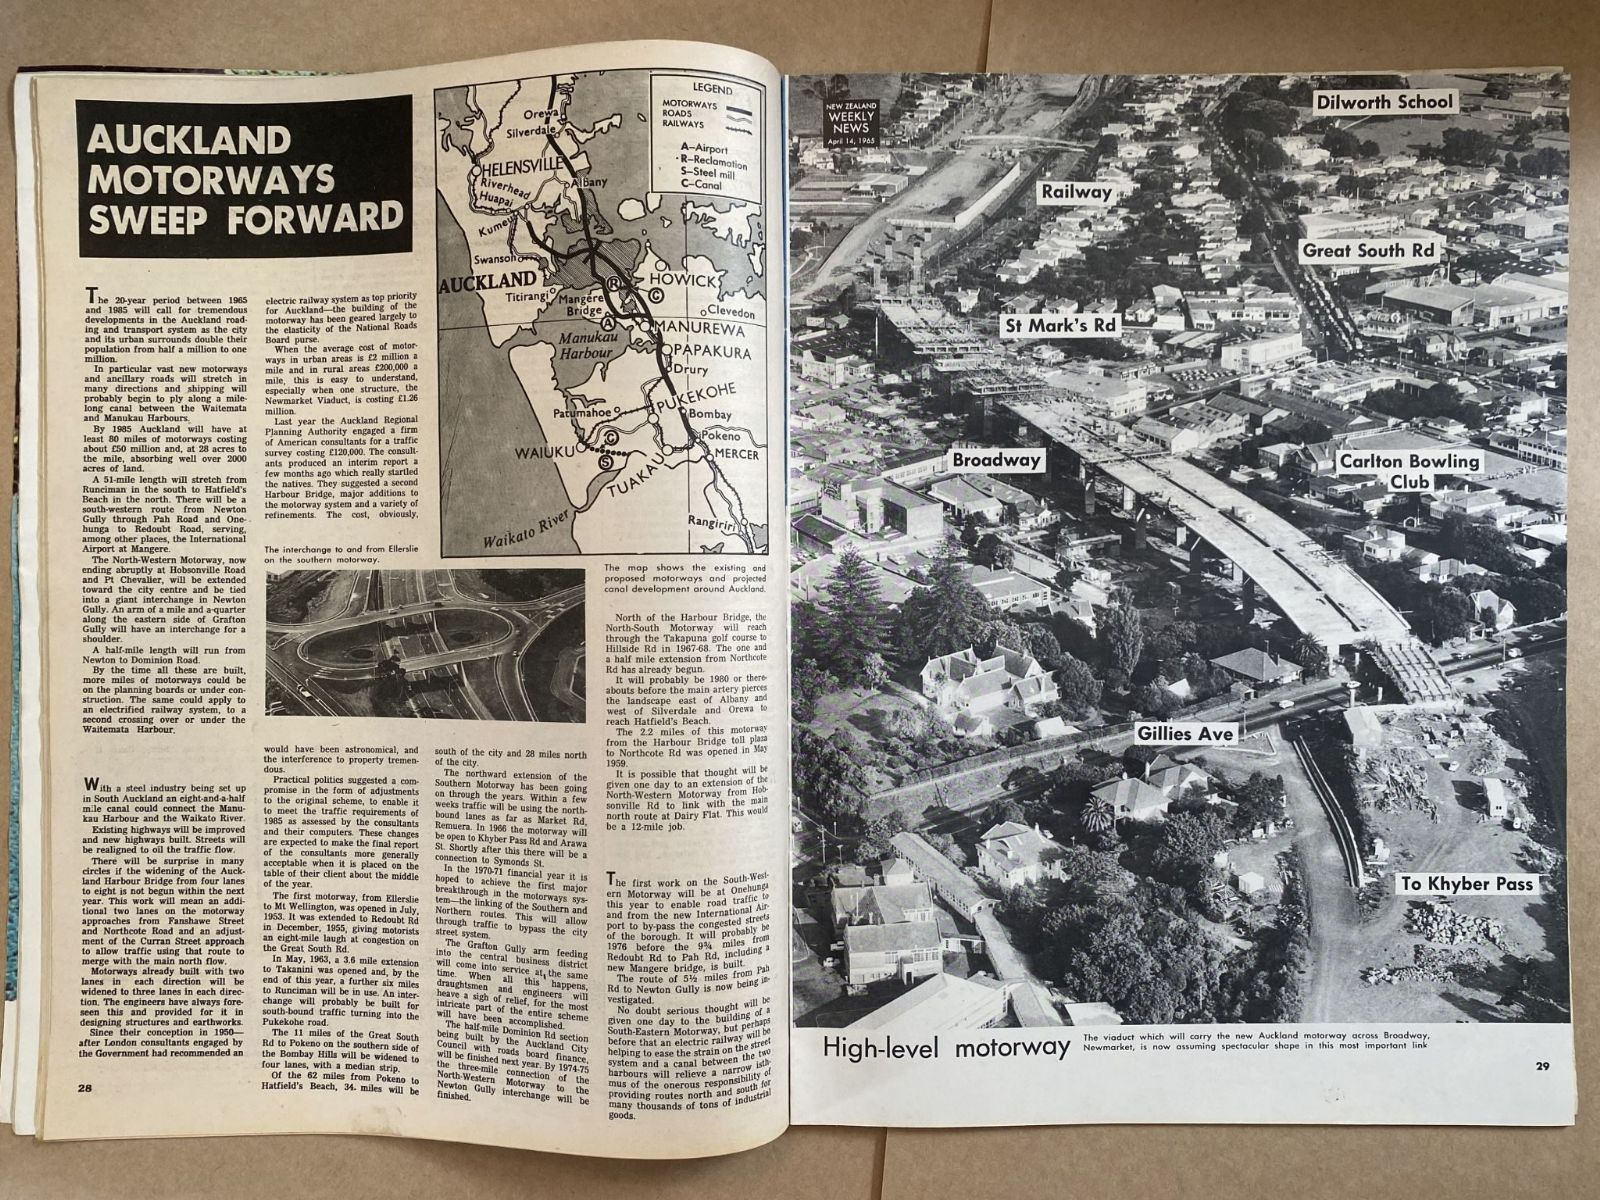 AUCKLAND
MOTORWAYS
SWEEP FORWARD
The 20-year period between 1965
and 1985 will call for tremendous
developments in the Auckland road-
ing and transport system as the city
and its urban surrounds double their
population from half a million to one
million.
In particular vast new motorways
and ancillary roads will stretch in
many directions and shipping will
probably begin to ply along a mile-
long canal between the Waitemata
and Manukau Harbours.
By 1985 Auckland will have at
least 80 miles of motorways costing
about £50 million and, at 28 acres to
the mile, absorbing well over 2000
acres of land.
A 51-mile length will stretch from
Runciman in the south to Hatfield's
Beach in the north. There will be a
south-western route from Newton
Gully through Pah Road and One-
hunga to Redoubt Road, serving,
among other places, the International
Airport at Mangere.
The North-Western Motorway, now
ending abruptly at Hobsonville Road
and Pt Chevalier, will be extended
toward the city centre and be tied
into a giant interchange in Newton
Gully. An arm of a mile and a-quarter
along the eastern side of Grafton
Gully will have an interchange for a
shoulder.
A half-mile length will run from
Newton to Dominion Road.
By the time all these are built,
more miles of motorways could be
on the planning boards or under con-
struction. The same could apply to
an electrified railway system, to a
second crossing over or under the
Waitemata Harbour.
With a steel industry being set up
in South Auckland an eight-and-a-half
mile canal could connect the Manu-
kau Harbour and the Waikato River.
Existing highways will be improved
and new highways built. Streets will
be realigned to oil the traffic flow.
There will be surprise in many
circles if the widening of the Auck-
land Harbour Bridge from four lanes
to eight is not begun within the next
year. This work will mean an addi-
tional two lanes on the motorway
approaches from Fanshawe Street
and Northcote Road and an adjust-
ment of the Curran Street approach
to allow traffic using that route to
merge with the main north flow.
Motorways already built with two
lanes in each direction will be
widened to three lanes in each direc-
tion. The engineers have always fore-
seen this and provided for it in
designing structures and earthworks.
Since their conception in 1950—
after London consultants engaged by
the Government had recommended an
28
electric railway system as top priority
for Auckland—the building of the
motorway has been geared largely to
the elasticity of the National Roads
Board purse.
When the average cost of motor-
ways in urban areas is £2 million a
mile and in rural areas £200,000 a
mile, this is easy to understand,
especially when one structure, the
Newmarket Viaduct, is costing £1.26
million.
Last year the Auckland Regional
Planning Authority engaged a firm
of American consultants for a traffic
survey costing £120,000. The consult-
ants produced an interim report a
few months ago which really startled
the natives. They suggested a second
Harbour Bridge, major additions to
the motorway system and a variety of
refinements. The cost, obviously,
The interchange to and from Ellerslie
on the southern motorway.
would have been astronomical, and
the interference to property tremen-
dous.
Practical politics suggested a com-
promise in the form of adjustments
to the original scheme, to enable it
to meet the traffic requirements of
1985 as assessed by the consultants
and their computers. These changes
are expected to make the final report
of the consultants more generally
acceptable when it is placed on the
table of their client about the middle
of the year.
The first motorway, from Ellerslie
to Mt Wellington, was opened in July,
1953. It was extended to Redoubt Rd
in December, 1955, giving motorists
an eight-mile laugh at congestion on
the Great South Rd.
In May, 1963, a 3.6 mile extension
to Takanini was opened and, by the
end of this year, a further six miles
to Runciman will be in use. An inter-
change will probably be built for
south-bound traffic turning into the
Pukekohe road.
The 11 miles of the Great South
Rd to Pokeno on the southern side of
the Bombay Hills will be widened to
four lanes, with a median strip.
Of the 62 miles from Pokeno to
Hatfield's Beach, 34 miles will be
south of the city and 28 miles north
of the city.
The northward extension of the
Southern Motorway has been going
on through the years. Within a few
weeks traffic will be using the north-
bound lanes as far as Market Rd,
Remuera. In 1966 the motorway will
be open to Khyber Pass Rd and Arawa
St. Shortly after this there will be a
connection to Symonds St.
In the 1970-71 financial year it is
hoped to achieve the first major
breakthrough in the motorways sys-
tem—the linking of the Southern and
Northern routes. This will allow
through traffic to bypass the city
street system.
The Grafton Gully arm feeding
into the central business district
will come into service at the same
time. When all this happens,
draughtsmen and engineers will
heave a sigh of relief, for the most
intricate part of the entire scheme
will have been accomplished.
The half-mile Dominion Rd section
being built by the Auckland City
Council with roads board finance,
will be finished next year. By 1974-75
the three-mile connection of the
North-Western Motorway to the
Newton Gully interchange will be
finished.
LEGEND
MOTORWAYS
ROADS
RAILWAYS
A-Airport
R-Reclamation
S-Steel mill
C-Canal
Orewa
Silverdale
HELENSVILLE
Albany
Riverhead
Huapai
Kumeu
Swanson
AUCKLAND
R
HOWICK
C
Titirangi
Mangere
Bridge
A
Clevedon
MANUREWA
Manukau
Harbour
PAPAKURA
Drury
PUKEKOHE
Patumahoe
Bombay
C
Pokeno
WAIUKU
S
MERCER
TUAKAU
Waikato River
Rangiriri
The map shows the existing and
proposed motorways and projected
canal development around Auckland.
North of the Harbour Bridge, the
North-South Motorway will reach
through the Takapuna golf course to
Hillside Rd in 1967-68. The one and
a half mile extension from Northcote
Rd has already begun.
It will probably be 1980 or there-
abouts before the main artery pierces
the landscape east of Albany and
west of Silverdale and Orewa to
reach Hatfield's Beach.
The 2.2 miles of this motorway
from the Harbour Bridge toll plaza
to Northcote Rd was opened in May
1959.
It is possible that thought will be
given one day to an extension of the
North-Western Motorway from Hob-
sonville Rd to link with the main
north route at Dairy Flat. This would
be a 12-mile job.
The first work on the South-West-
ern Motorway will be at Onehunga
this year to enable road traffic to
and from the new International Air-
port to by-pass the congested streets
of the borough. It will probably be
1976 before the 9¾ miles from
Redoubt Rd to Pah Rd, including a
new Mangere bridge, is built.
The route of 5½ miles from Pah
Rd to Newton Gully is now being in-
vestigated.
No doubt serious thought will be
given one day to the building of a
South-Eastern Motorway, but perhaps
before that an electric railway will be
helping to ease the strain on the street
system and a canal between the two
harbours will relieve a narrow isth-
mus of the onerous responsibility of
providing routes north and south for
many thousands of tons of industrial
goods.
NEW ZEALAND
WEEKLY
NEWS
April 14, 1965
Dilworth School
Railway
Great South Rd
St Mark's Rd
Broadway
Carlton Bowling
Club
Gillies Ave
To Khyber Pass
High-level motorway
The viaduct which will carry the new Auckland motorway across Broadway,
Newmarket, is now assuming spectacular shape in this most important link
29